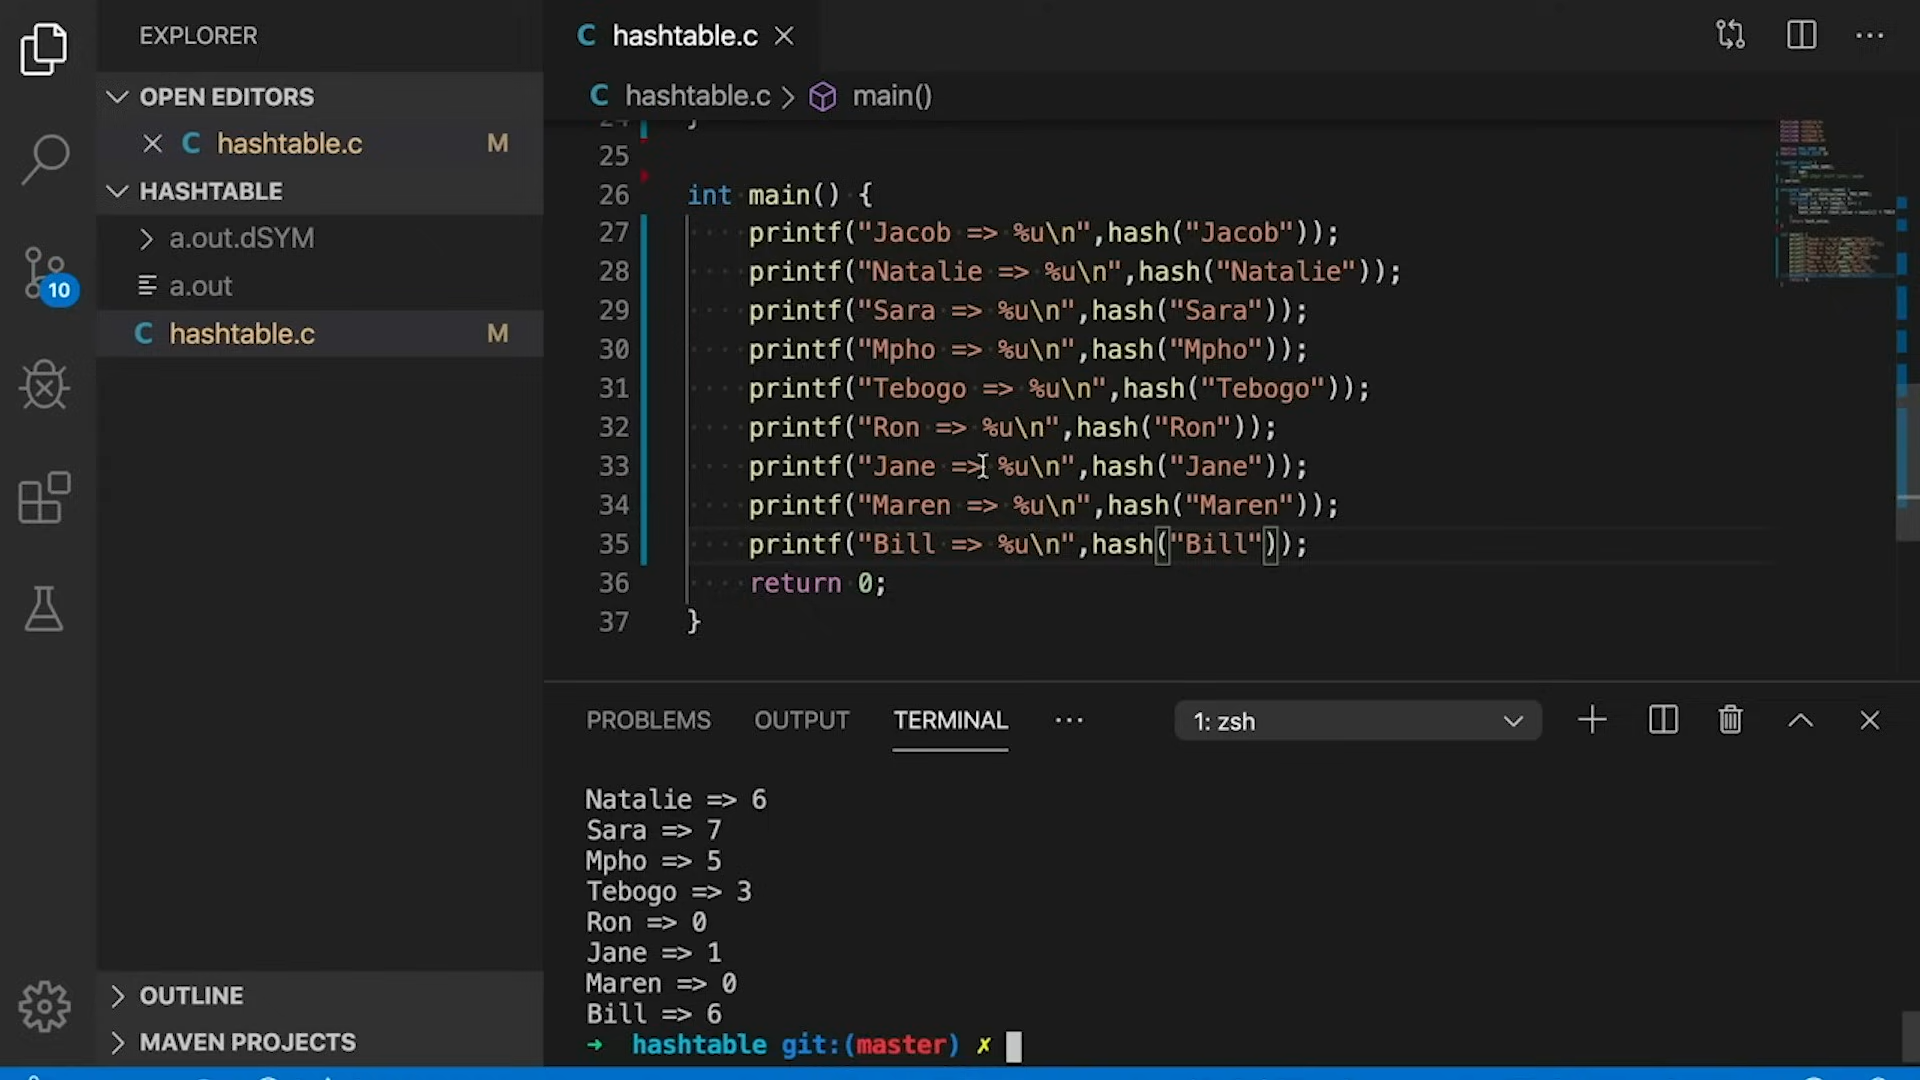 EXPLORER
OPEN EDITORS
hashtable.c M
HASHTABLE
a.out.dSYM
a.out
hashtable.c M
10
OUTLINE
MAVEN PROJECTS
hashtable.c
hashtable.c > main()
24 }
25
26 int main() {
27 printf("Jacob => %u\n",hash("Jacob"));
28 printf("Natalie => %u\n",hash("Natalie"));
29 printf("Sara => %u\n",hash("Sara"));
30 printf("Mpho => %u\n",hash("Mpho"));
31 printf("Tebogo => %u\n",hash("Tebogo"));
32 printf("Ron => %u\n",hash("Ron"));
33 printf("Jane => %u\n",hash("Jane"));
34 printf("Maren => %u\n",hash("Maren"));
35 printf("Bill => %u\n",hash("Bill"));
36 return 0;
37 }
PROBLEMS OUTPUT TERMINAL ··· 1: zsh
Natalie => 6
Sara => 7
Mpho => 5
Tebogo => 3
Ron => 0
Jane => 1
Maren => 0
Bill => 6
→ hashtable git:(master) ✗